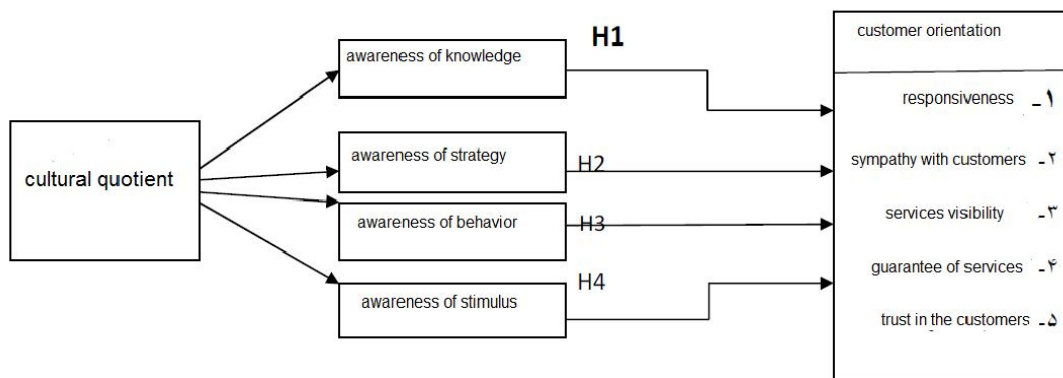 cultural quotient
awareness of knowledge
awareness of strategy
awareness of behavior
awareness of stimulus
H1
H2
H3
H4
customer orientation
responsiveness -۱
sympathy with customers -۲
services visibility -۳
guarantee of services -۴
trust in the customers -۵